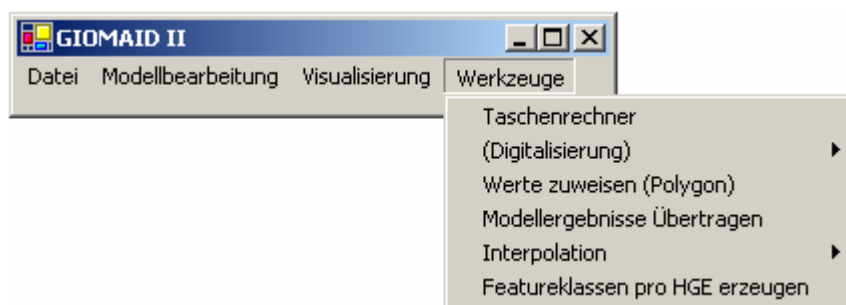 GIOMAID II
Datei Modellbearbeitung Visualisierung Werkzeuge
Taschenrechner
(Digitalisierung)
Werte zuweisen (Polygon)
Modellergebnisse Übertragen
Interpolation
Featureklassen pro HGE erzeugen